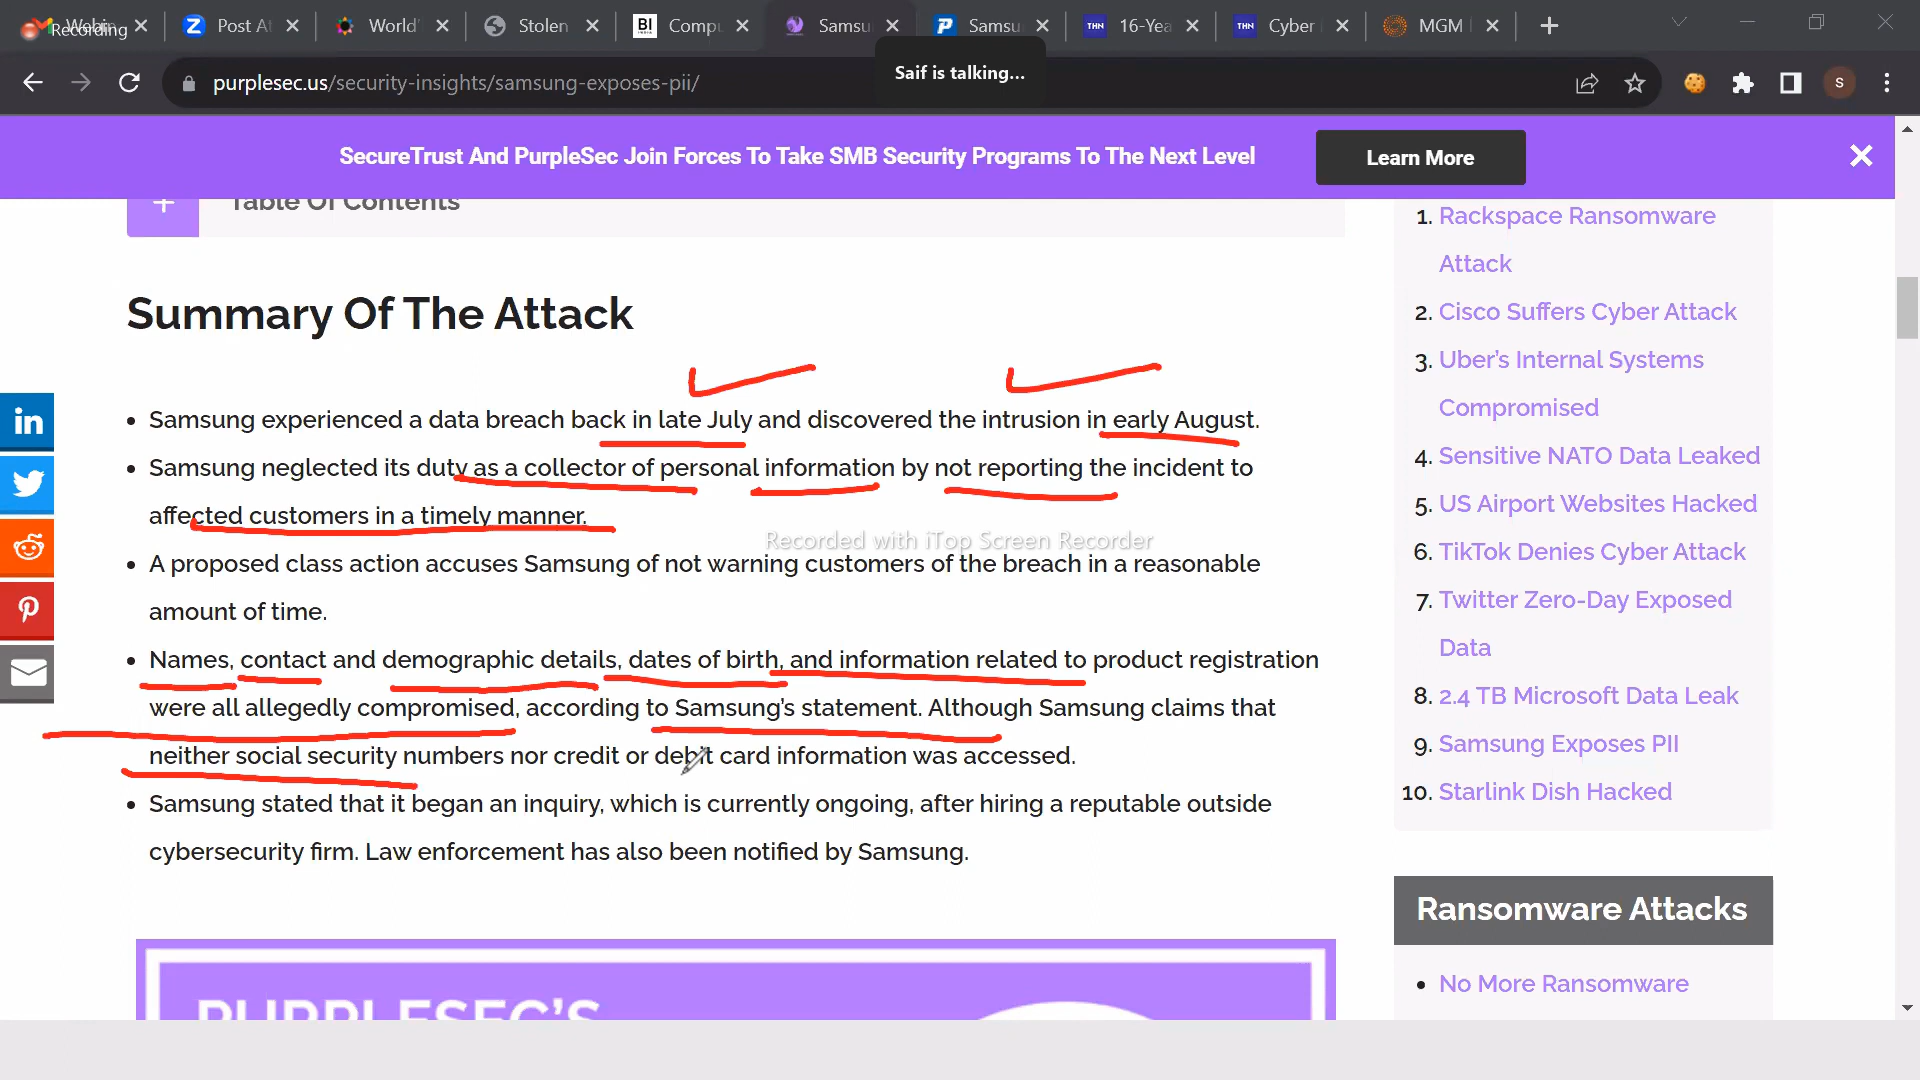 Recording
Post At
World'
Stolen
BI
INDIA
Comp
Samsu
Samsu
THN
16-Yea
THN
Cyber
MGM
Saif is talking...
purplesec.us/security-insights/samsung-exposes-pii/
S
SecureTrust And PurpleSec Join Forces To Take SMB Security Programs To The Next Level
Learn More
Table Of Contents
Summary Of The Attack
• Samsung experienced a data breach back in late July and discovered the intrusion in early August.
• Samsung neglected its duty as a collector of personal information by not reporting the incident to
affected customers in a timely manner.
Recorded with iTop Screen Recorder
• A proposed class action accuses Samsung of not warning customers of the breach in a reasonable
amount of time.
• Names, contact and demographic details, dates of birth, and information related to product registration
were all allegedly compromised, according to Samsung's statement. Although Samsung claims that
neither social security numbers nor credit or debit card information was accessed.
• Samsung stated that it began an inquiry, which is currently ongoing, after hiring a reputable outside
cybersecurity firm. Law enforcement has also been notified by Samsung.
PURPLESEC'S
1. Rackspace Ransomware
Attack
2. Cisco Suffers Cyber Attack
3. Uber's Internal Systems
Compromised
4. Sensitive NATO Data Leaked
5. US Airport Websites Hacked
6. TikTok Denies Cyber Attack
7. Twitter Zero-Day Exposed
Data
8. 2.4 TB Microsoft Data Leak
9. Samsung Exposes PII
10. Starlink Dish Hacked
Ransomware Attacks
• No More Ransomware